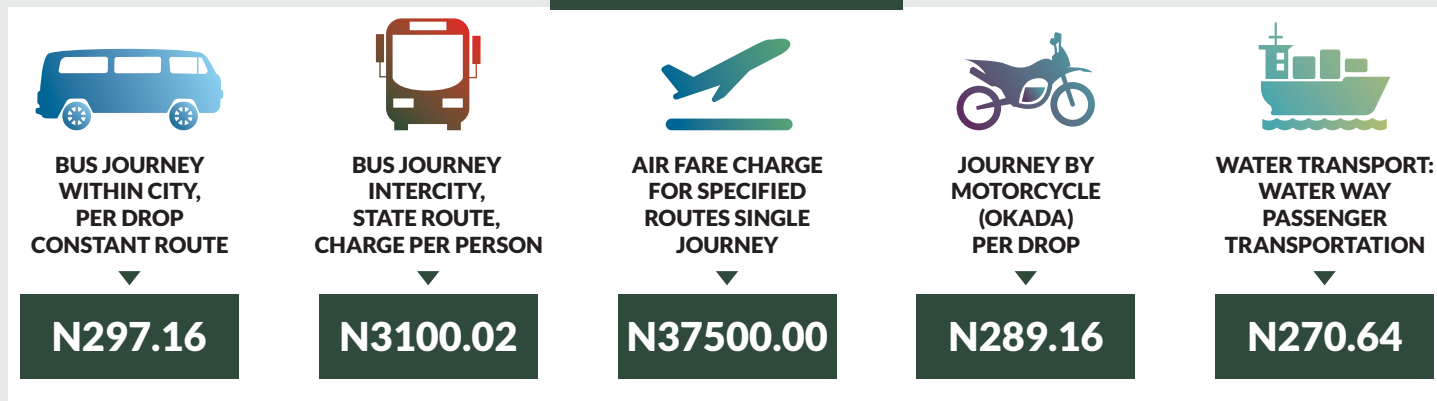 BUS JOURNEY
WITHIN CITY,
PER DROP
CONSTANT ROUTE
N297.16
BUS JOURNEY
INTERCITY,
STATE ROUTE,
CHARGE PER PERSON
N3100.02
AIR FARE CHARGE
FOR SPECIFIED
ROUTES SINGLE
JOURNEY
N37500.00
JOURNEY BY
MOTORCYCLE
(OKADA)
PER DROP
N289.16
WATER TRANSPORT:
WATER WAY
PASSENGER
TRANSPORTATION
N270.64